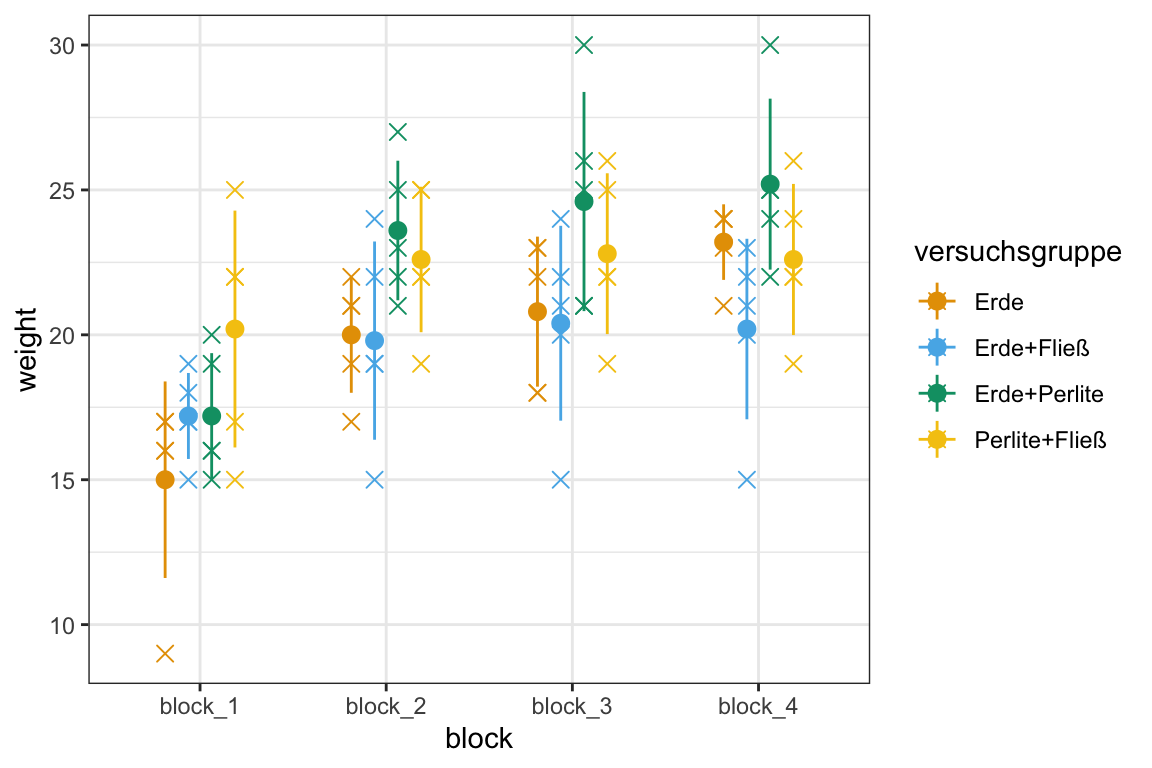 30
25
20
15
10
weight
block_1
block_2
block_3
block_4
block
versuchsgruppe
Erde
Erde+Fließ
Erde+Perlite
Perlite+Fließ